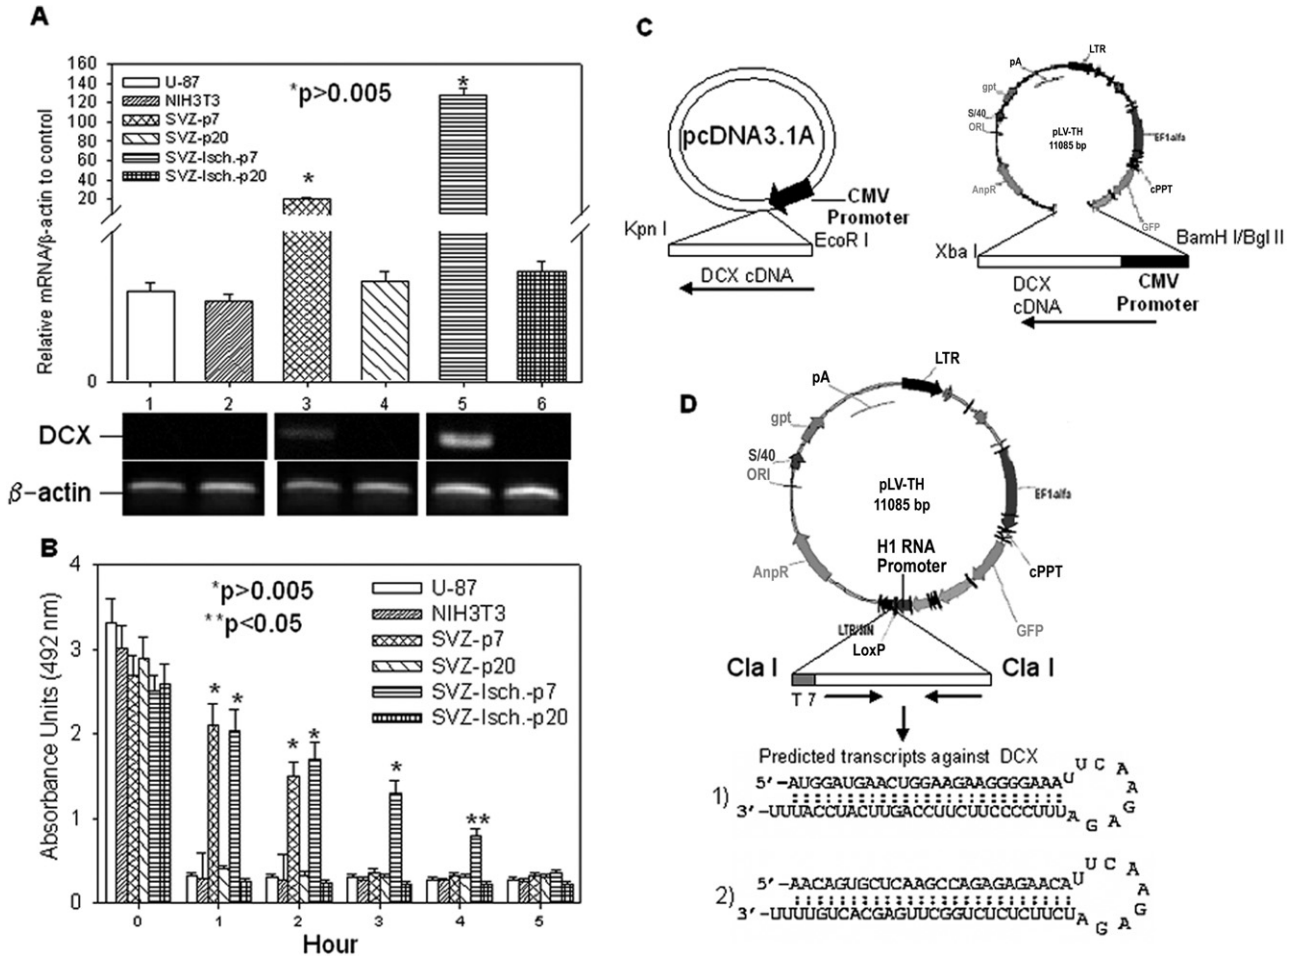 A
160
140
120
100
80
60
40
20
0
Relative mRNA/β-actin to control
U-87
NIH3T3
SVZ-p7
SVZ-p20
SVZ-Isch.-p7
SVZ-Isch.-p20
*p>0.005
*
*
1 2 3 4 5 6
DCX
β-actin
B
4
3
2
1
0
Absorbance Units (492 nm)
*p>0.005
**p<0.05
U-87
NIH3T3
SVZ-p7
SVZ-p20
SVZ-Isch.-p7
SVZ-Isch.-p20
* *
* *
*
**
0 1 2 3 4 5
Hour
C
pcDNA3.1A
CMV
Promoter
Kpn I
EcoR I
DCX cDNA
LTR
pA
gpt
S/40
ORI
pLV-TH
11085 bp
EF1alfa
AnpR
cPPT
GFP
Xba I
BamH I/Bgl II
DCX
cDNA
CMV
Promoter
D
LTR
pA
gpt
S/40
ORI
pLV-TH
11085 bp
EF1alfa
H1 RNA
Promoter
AnpR
cPPT
GFP
LoxP
Cla I
Cla I
T 7
Predicted transcripts against DCX
1)
5'-AUGGAUGAACUGGAAGAAGGGGAAAUUCAAGAGA
3'-UUUACCUACUUGACCUUCUUCCCCUUU
2)
5'-AACAGUGCUCAAGCCAGAGAGAACAUUCAAGAGA
3'-UUUUGUCACGAGUUCGGUCUCUCUUCU